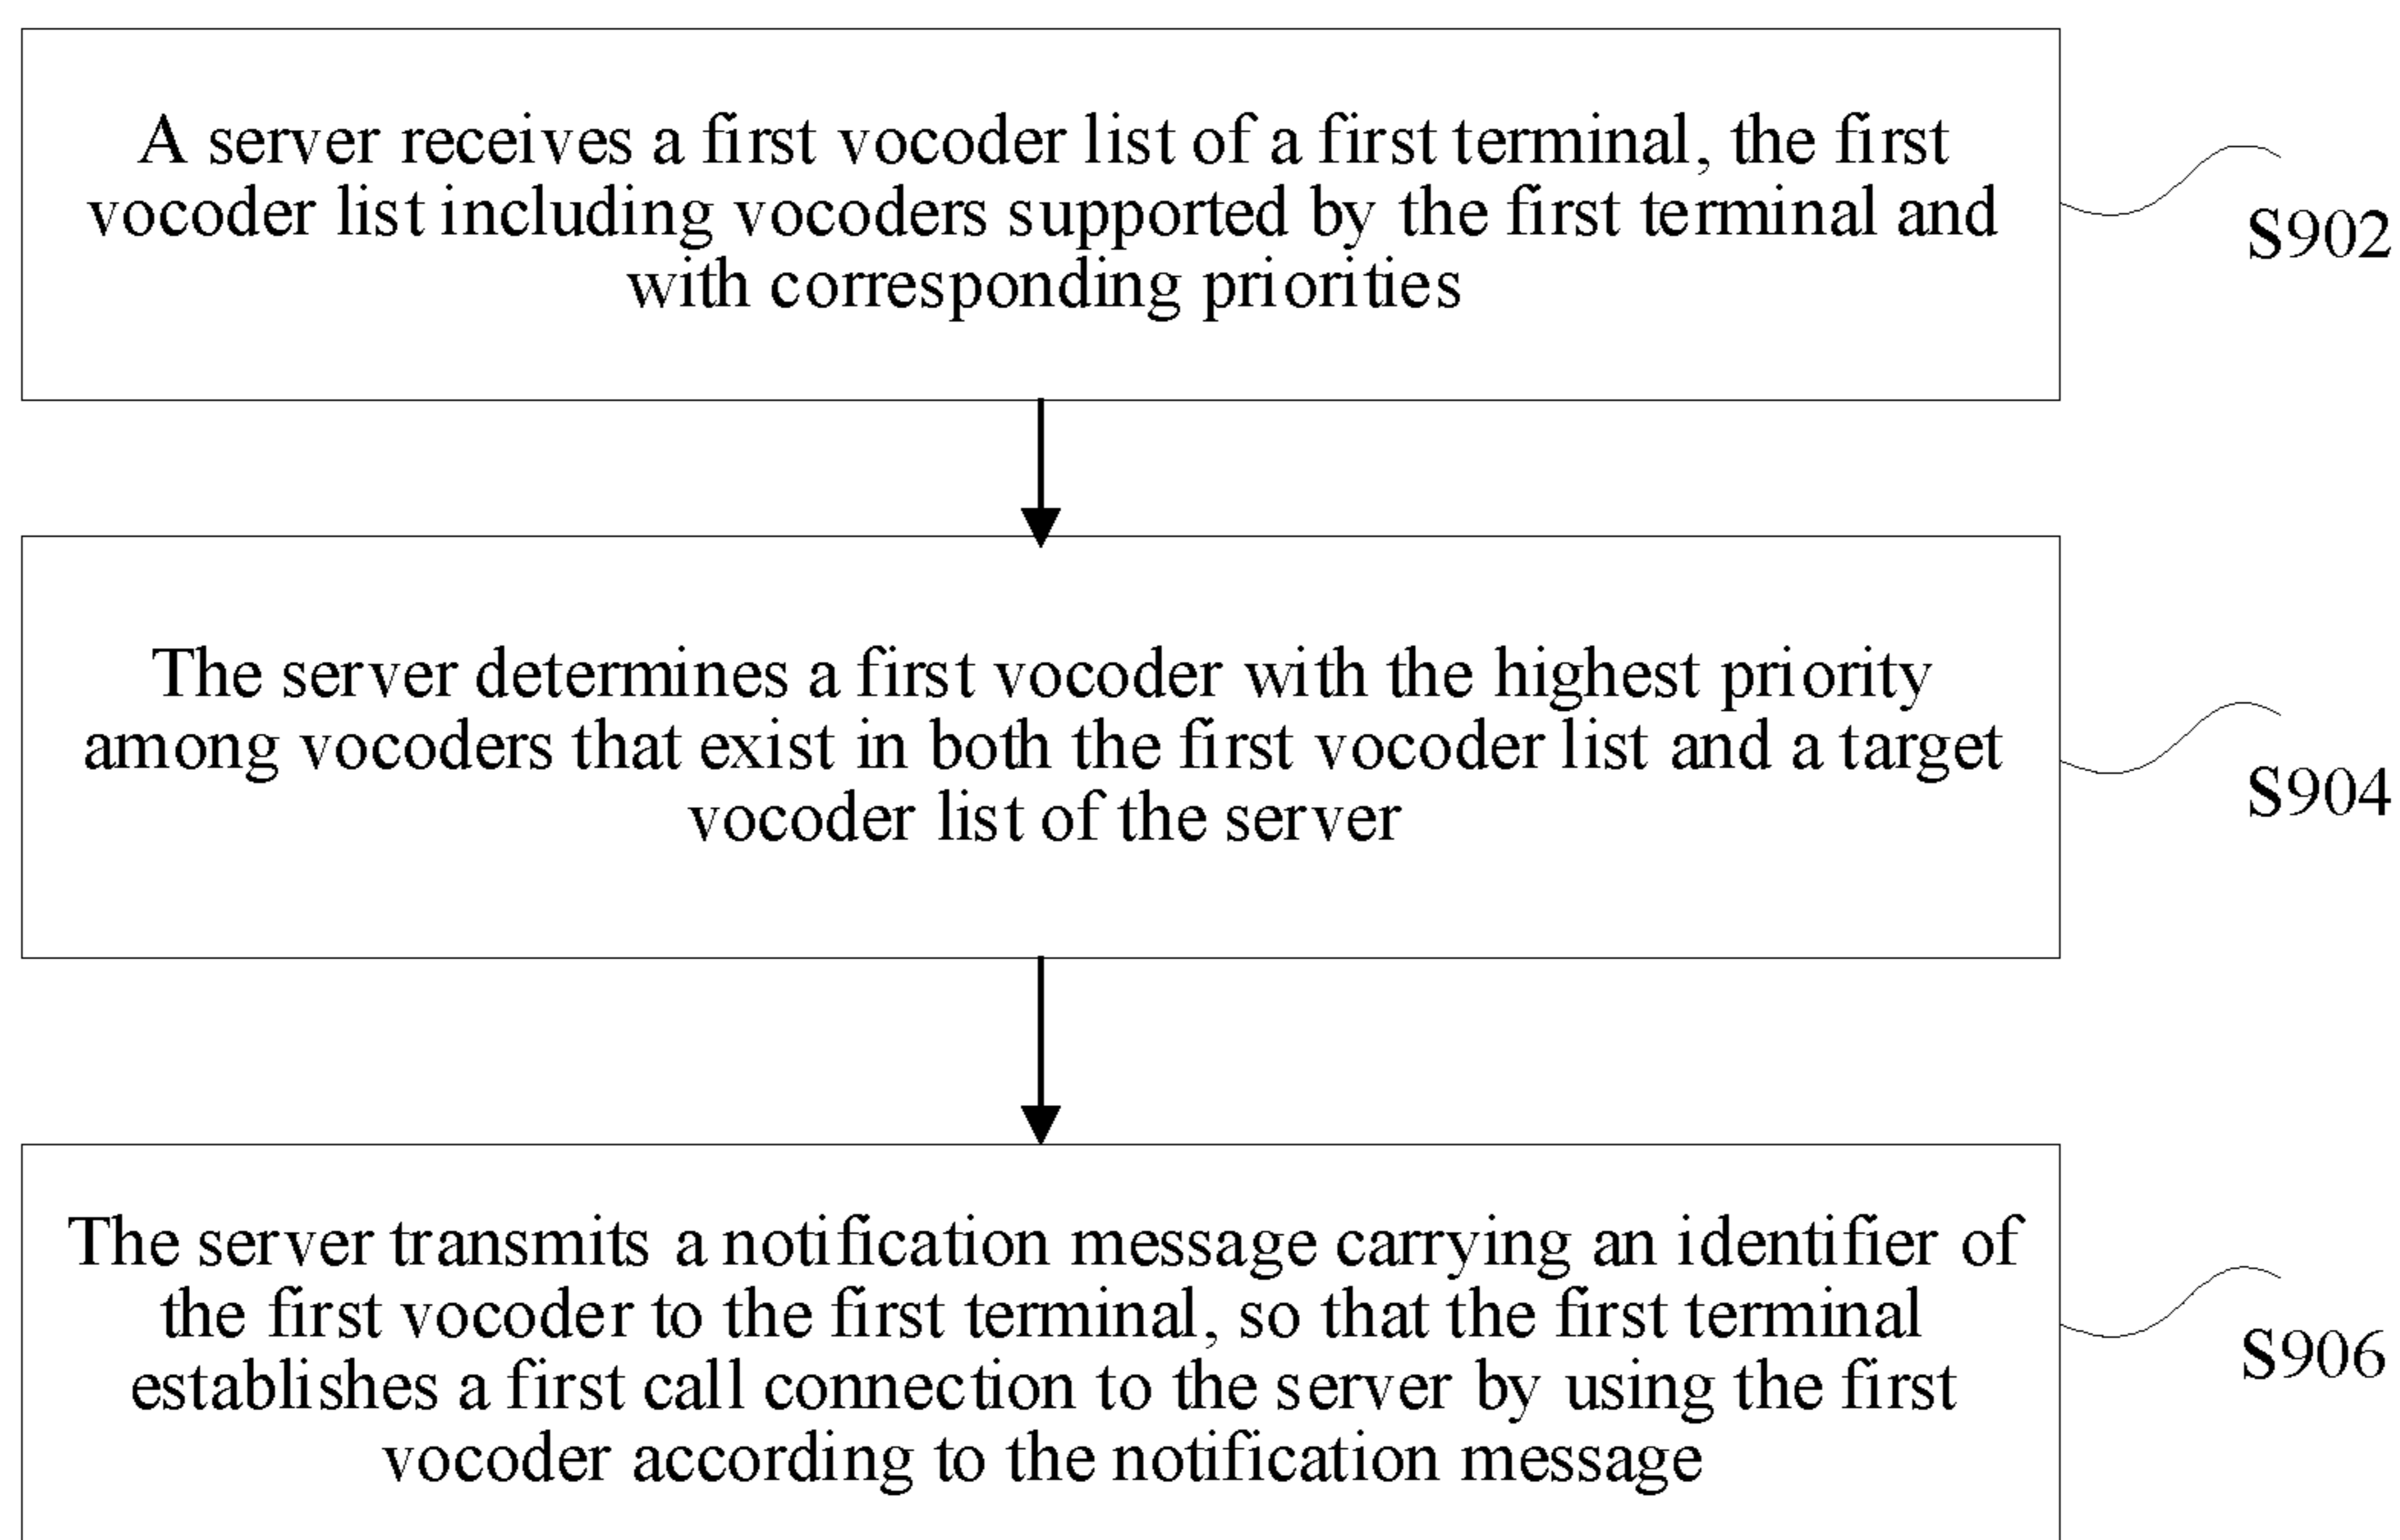 A server receives a first vocoder list of a first terminal, the first
vocoder list including vocoders supported by the first terminal and
with corresponding priorities
S902
The server determines a first vocoder with the highest priority
among vocoders that exist in both the first vocoder list and a target
vocoder list of the server
S904
The server transmits a notification message carrying an identifier of
the first vocoder to the first terminal, so that the first terminal
establishes a first call connection to the server by using the first
vocoder according to the notification message
S906